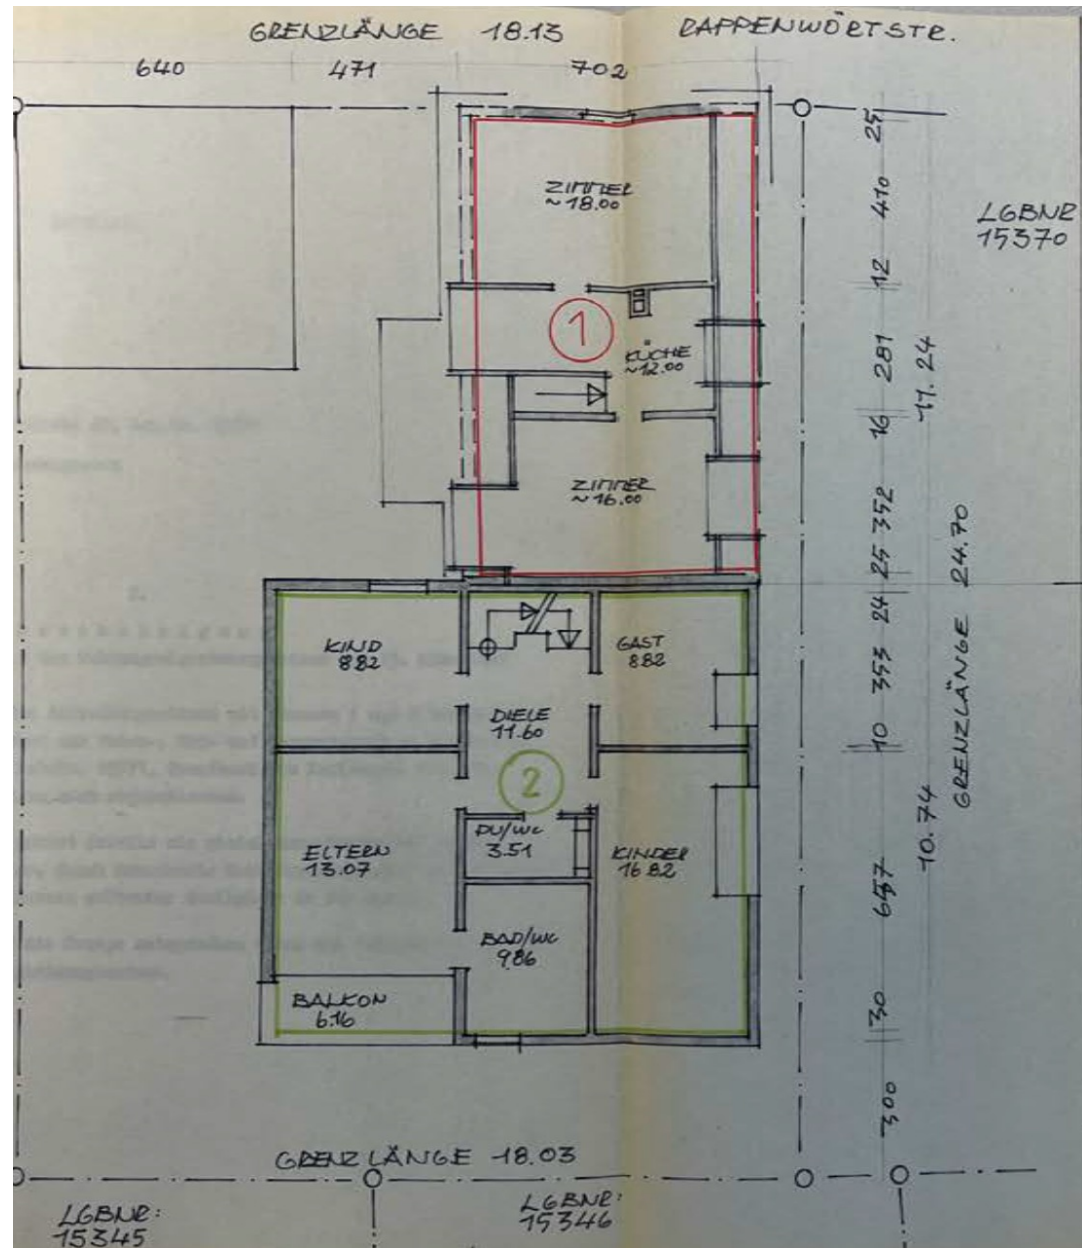 GRENZLÄNGE 18.13
RAPPENWÖRTSTR.
640
471
702
25
410
12
281
16
352
25
24
353
10
657
30
300
11.24
10.74
GRENZLÄNGE 24.70
LGBNR
15370
ZIMMER
~18.00
1
KÜCHE
~12.00
ZIMMER
~16.00
KIND
8.82
GAST
8.82
DIELE
11.60
2
DU/WC
3.51
ELTERN
13.07
KINDER
16.82
BAD/WC
9.86
BALKON
6.16
GRENZLÄNGE 18.03
LGBNR:
15345
LGBNR:
15346